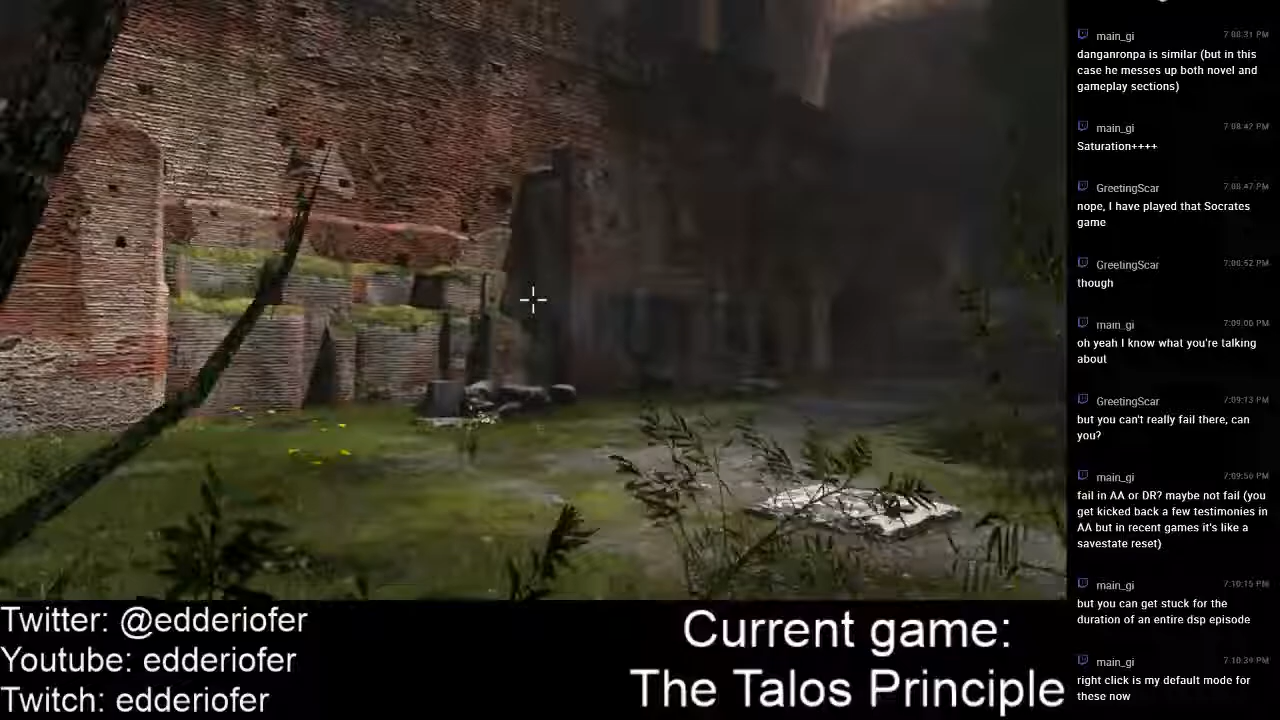 main_gi 7:08:31 PM
danganronpa is similar (but in this
case he messes up both novel and
gameplay sections)
main_gi 7:08:42 PM
Saturation++++
GreetingScar 7:08:47 PM
nope, I have played that Socrates
game
GreetingScar 7:08:52 PM
though
main_gi 7:09:00 PM
oh yeah I know what you're talking
about
GreetingScar 7:09:13 PM
but you can't really fail there, can
you?
main_gi 7:09:56 PM
fail in AA or DR? maybe not fail (you
get kicked back a few testimonies in
AA but in recent games it's like a
savestate reset)
main_gi 7:10:15 PM
but you can get stuck for the
duration of an entire dsp episode
main_gi 7:10:34 PM
right click is my default mode for
these now
Twitter: @edderiofer
Youtube: edderiofer
Twitch: edderiofer
Current game:
The Talos Principle